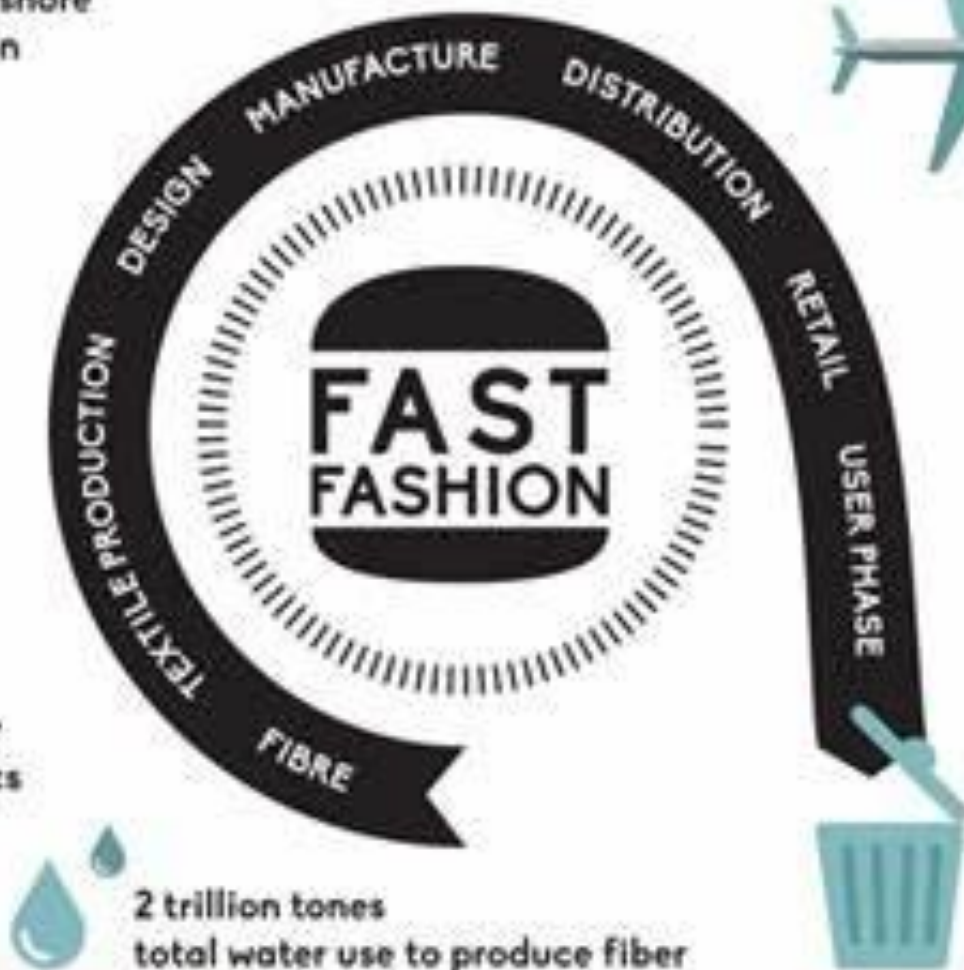 n
MANUFACTURE
DISTRIBUTION
DESIGN
RETAIL
TEXTILE PRODUCTION
FAST
FASHION
USER PHASE
FIBRE
2 trillion tones
total water use to produce fiber